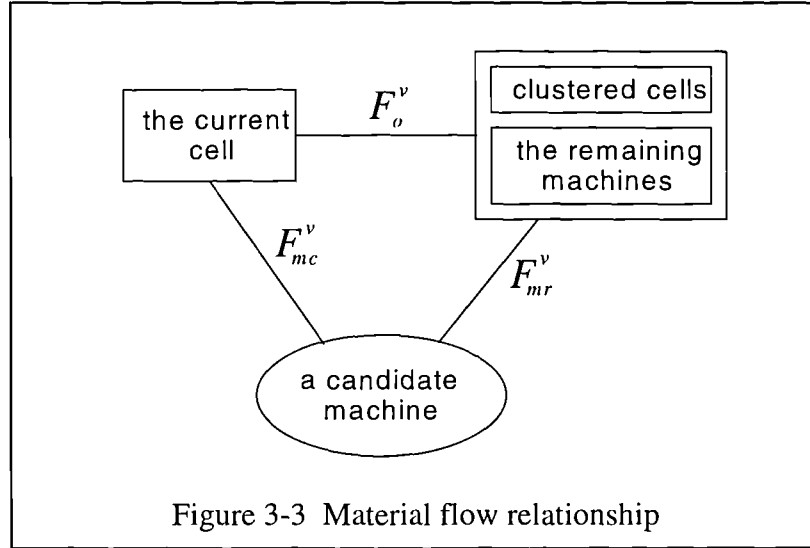 the current
cell
F_o^v
clustered cells
the remaining
machines
F_mc^v
F_mr^v
a candidate
machine
Figure 3-3 Material flow relationship